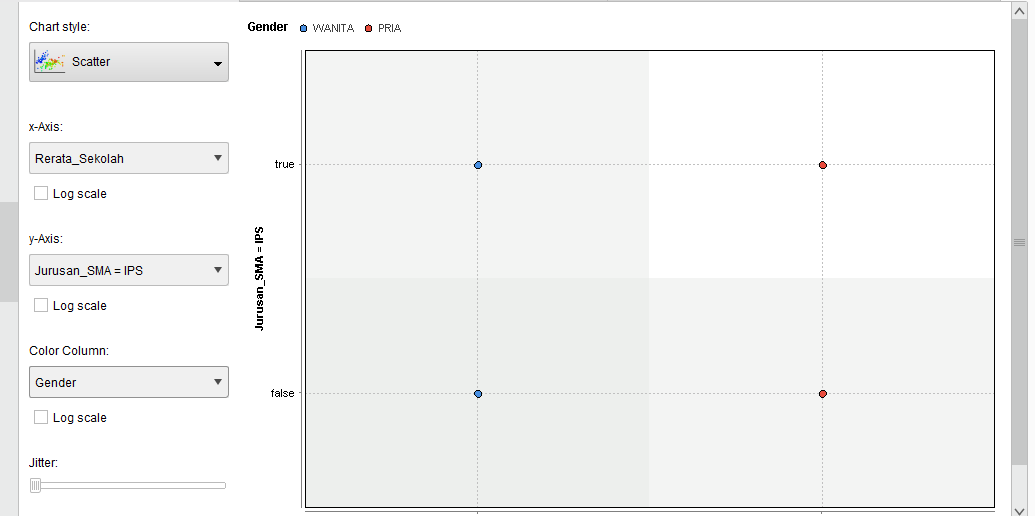 Chart style:
Scatter
x-Axis:
Rerata_Sekolah
Log scale
y-Axis:
Jurusan_SMA = IPS
Log scale
Color Column:
Gender
Log scale
Jitter:
Gender WANITA PRIA
true
Jurusan_SMA = IPS
false